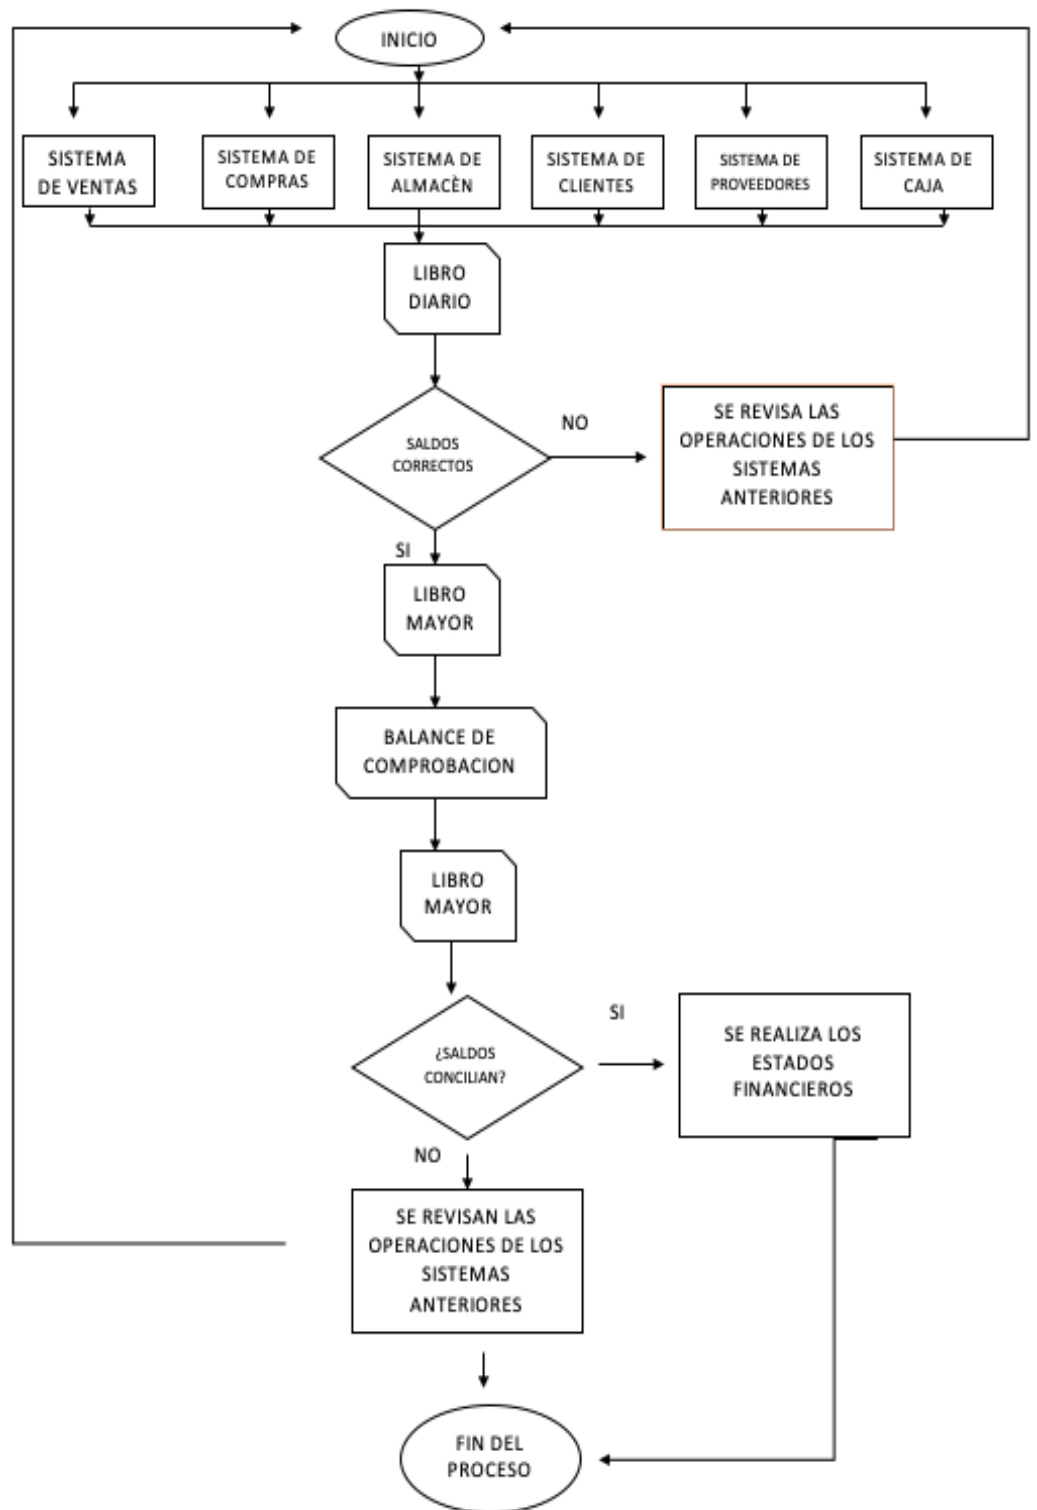 INICIO
SISTEMA
DE VENTAS
SISTEMA DE
COMPRAS
SISTEMA DE
ALMACÈN
SISTEMA DE
CLIENTES
SISTEMA DE
PROVEEDORES
SISTEMA DE
CAJA
LIBRO
DIARIO
SALDOS
CORRECTOS
NO
SE REVISA LAS
OPERACIONES DE LOS
SISTEMAS
ANTERIORES
SI
LIBRO
MAYOR
BALANCE DE
COMPROBACION
LIBRO
MAYOR
¿SALDOS
CONCILIAN?
SI
SE REALIZA LOS
ESTADOS
FINANCIEROS
NO
SE REVISAN LAS
OPERACIONES DE LOS
SISTEMAS
ANTERIORES
FIN DEL
PROCESO